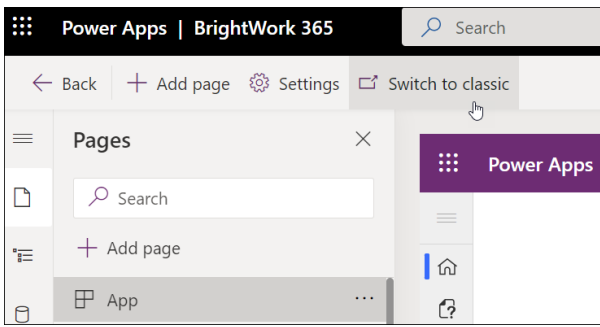 Power Apps | BrightWork 365
Search
Back
Add page
Settings
Switch to classic
Pages
Search
Add page
App
Power Apps